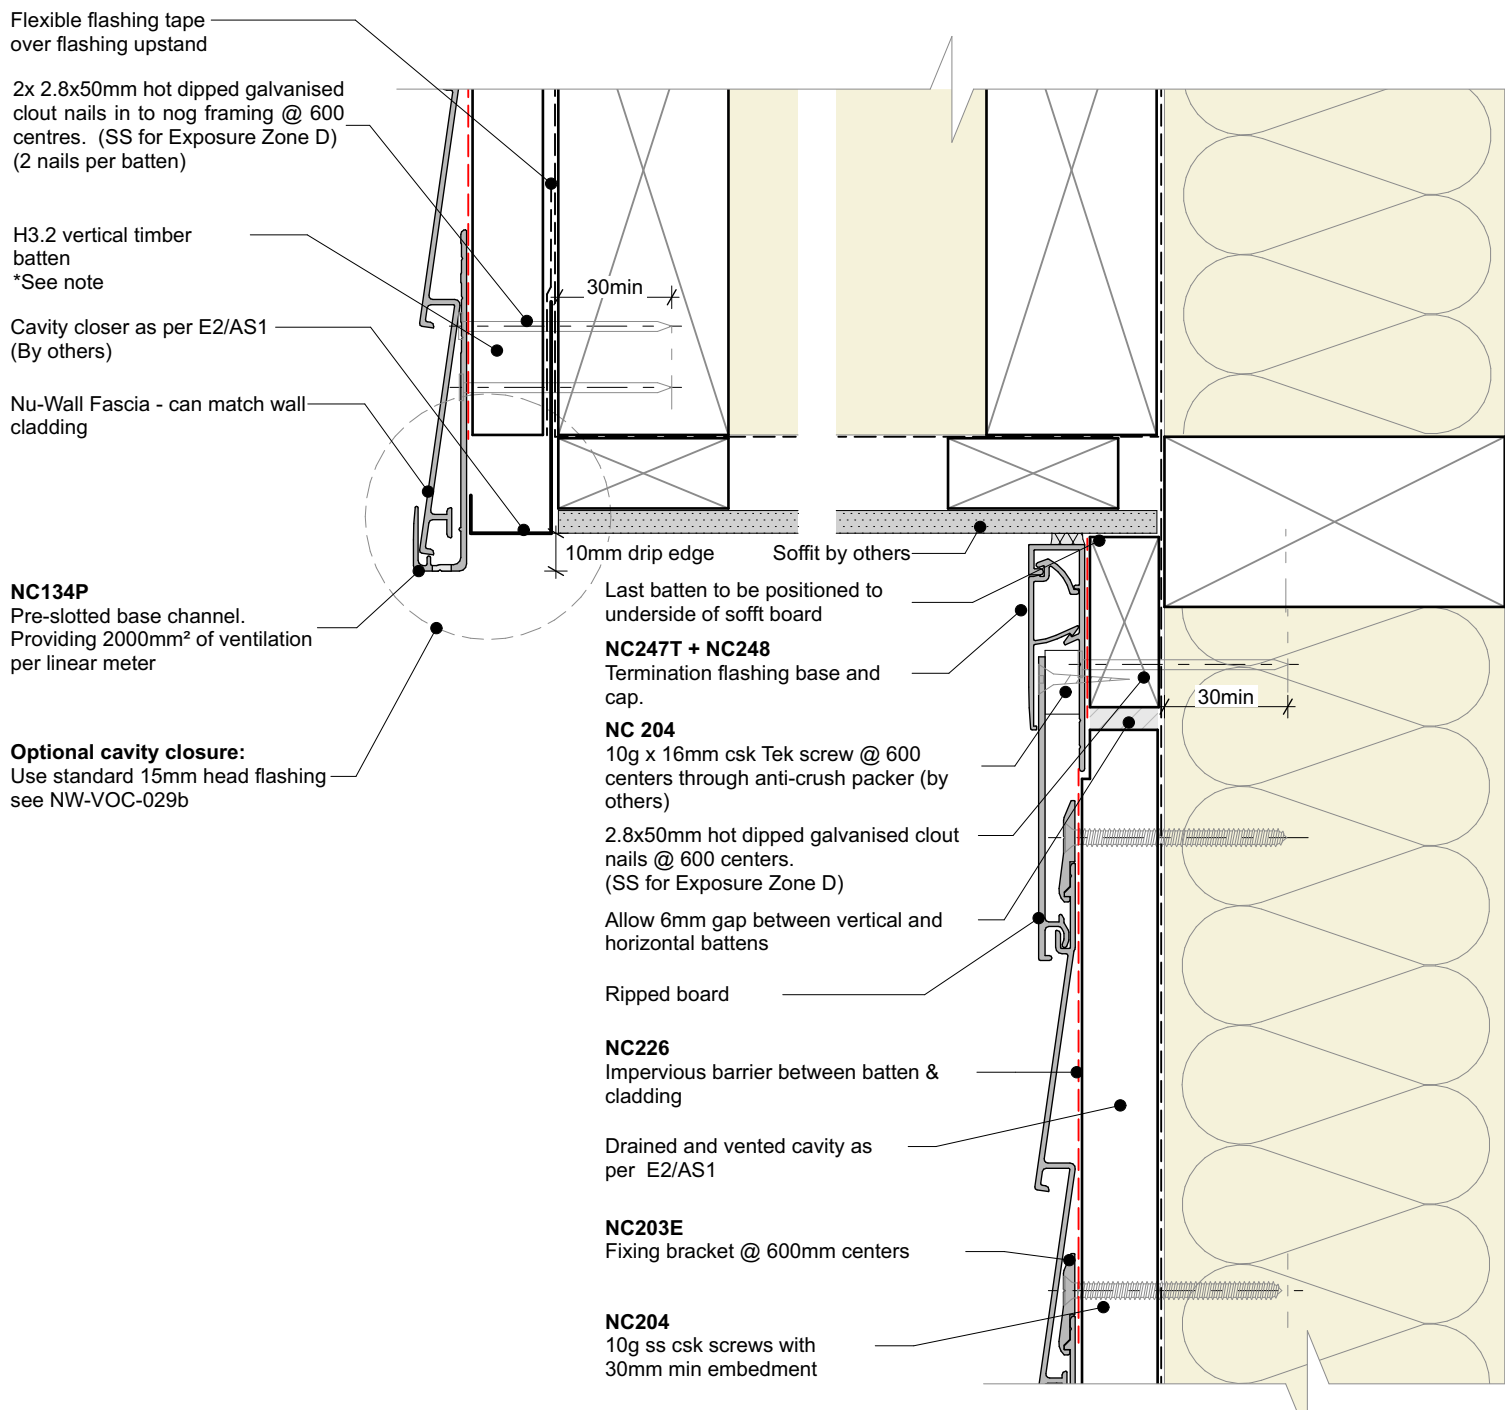 Flexible flashing tape
over flashing upstand
2x 2.8x50mm hot dipped galvanised
clout nails in to nog framing @ 600
centres. (SS for Exposure Zone D)
(2 nails per batten)
H3.2 vertical timber
batten
*See note
Cavity closer as per E2/AS1
(By others)
Nu-Wall Fascia - can match wall
cladding
NC134P
Pre-slotted base channel.
Providing 2000mm² of ventilation
per linear meter
Optional cavity closure:
Use standard 15mm head flashing
see NW-VOC-029b
30min
10mm drip edge
Soffit by others
Last batten to be positioned to
underside of sofft board
NC247T + NC248
Termination flashing base and
cap.
NC 204
10g x 16mm csk Tek screw @ 600
centers through anti-crush packer (by
others)
2.8x50mm hot dipped galvanised clout
nails @ 600 centers.
(SS for Exposure Zone D)
Allow 6mm gap between vertical and
horizontal battens
Ripped board
NC226
Impervious barrier between batten &
cladding
Drained and vented cavity as
per E2/AS1
NC203E
Fixing bracket @ 600mm centers
NC204
10g ss csk screws with
30mm min embedment
30min